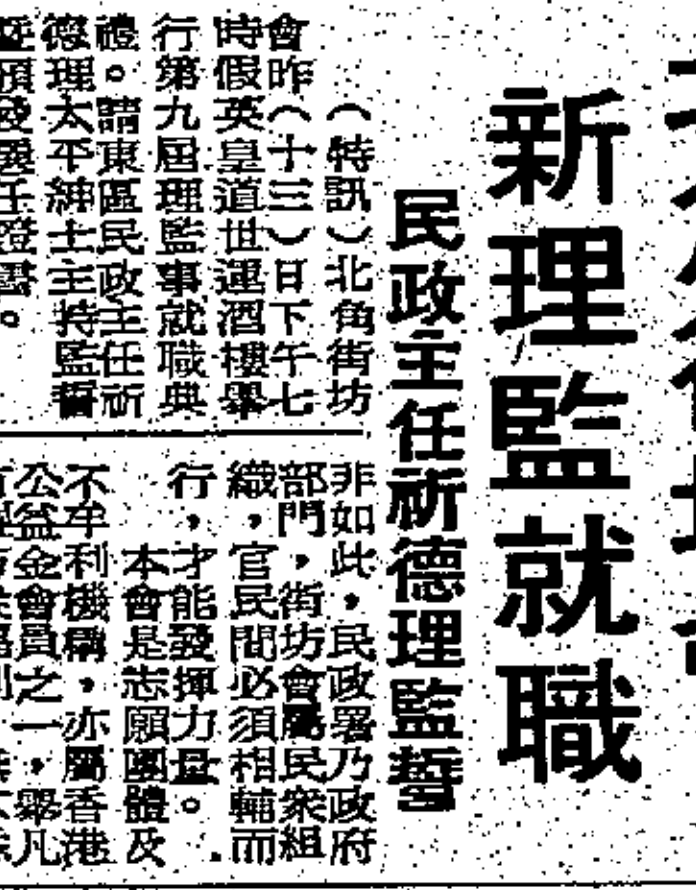 新理監就職
民政主任祈德理監誓
（特訊）北角街坊
會昨（十三）日下午七
時假英皇道世運酒樓舉
行第九屆理監事就職典
禮。請東區民政主任祈
德理太平紳士主持監誓
非如此，民政署乃政府
部門，街坊會屬民衆組
織，官民間必須相輔而
行，才能發揮力量。
本會是志願團體及
不牟利機構，亦屬香港
公益金會員之一，舉凡